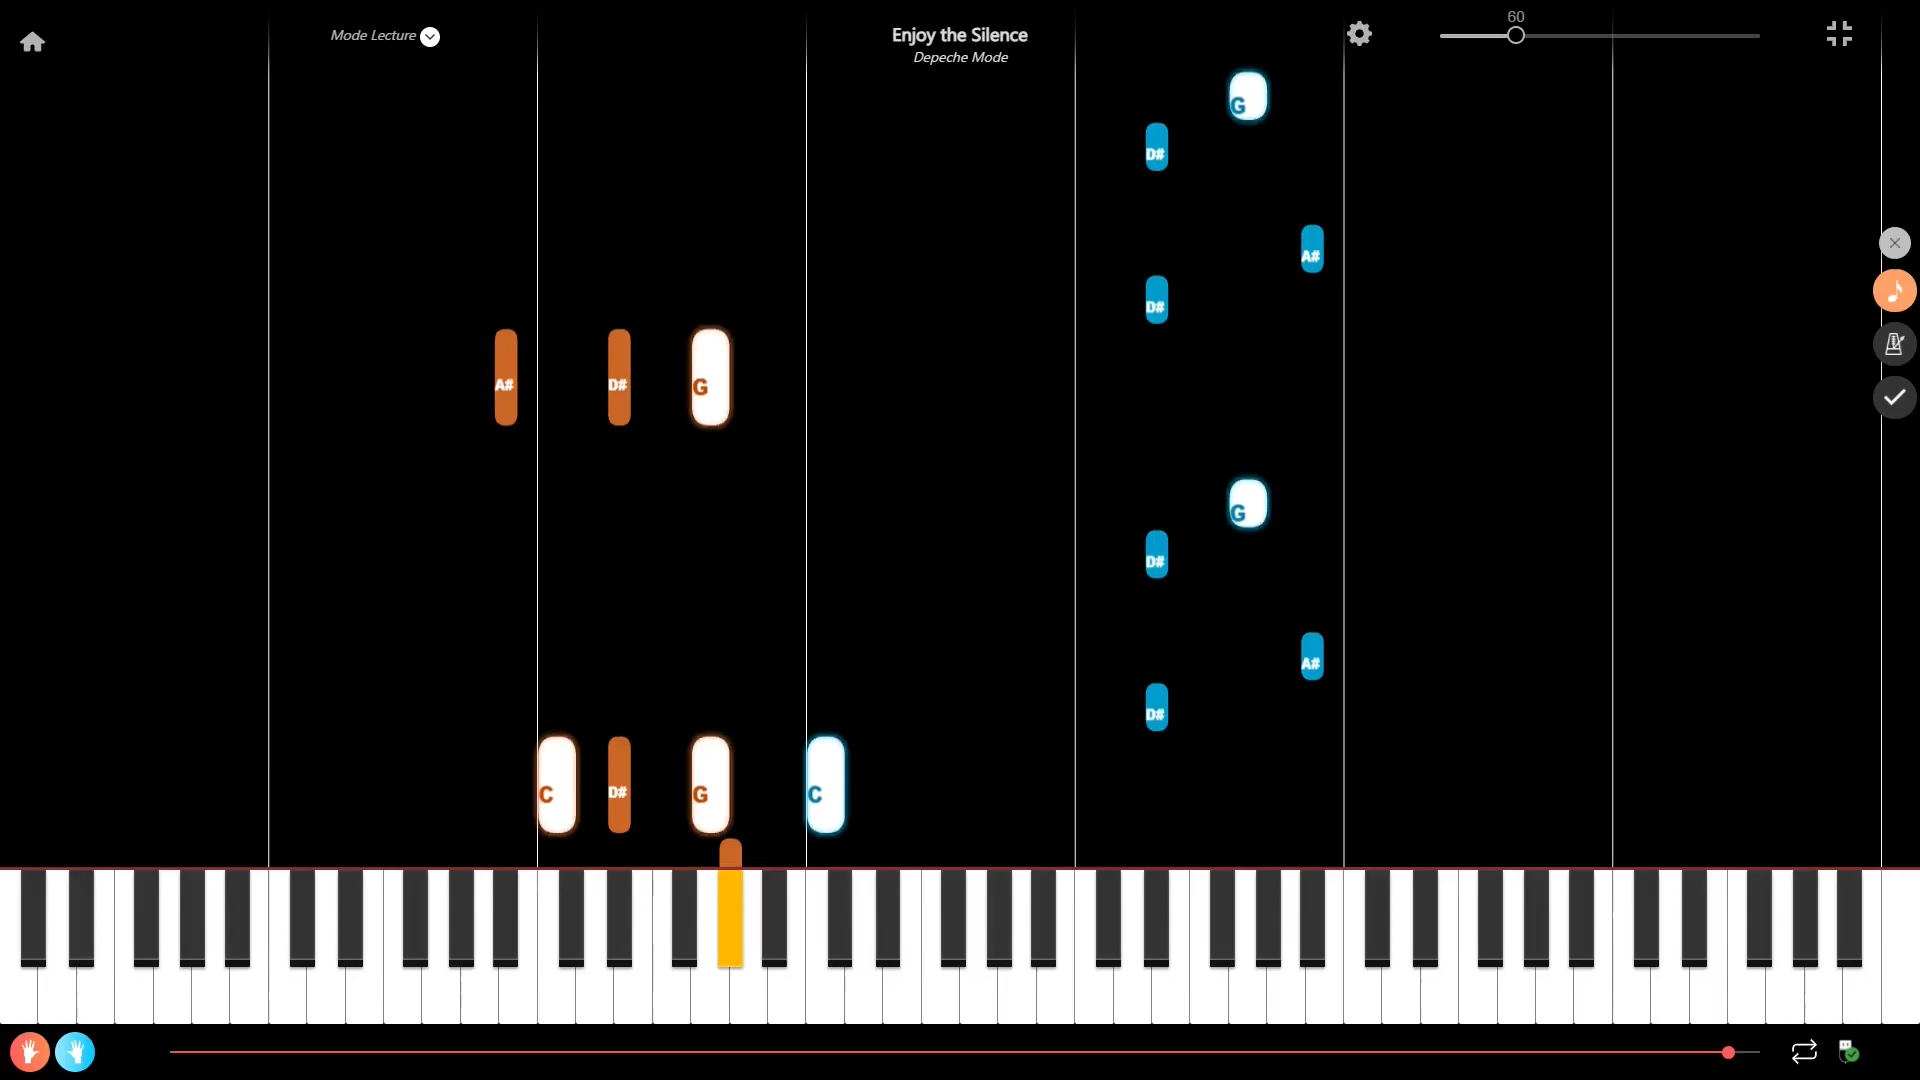 60
Mode Lecture
Enjoy the Silence
Depeche Mode
G
D#
A#
D#
A# D# G
G
D#
A#
D#
C D# G C